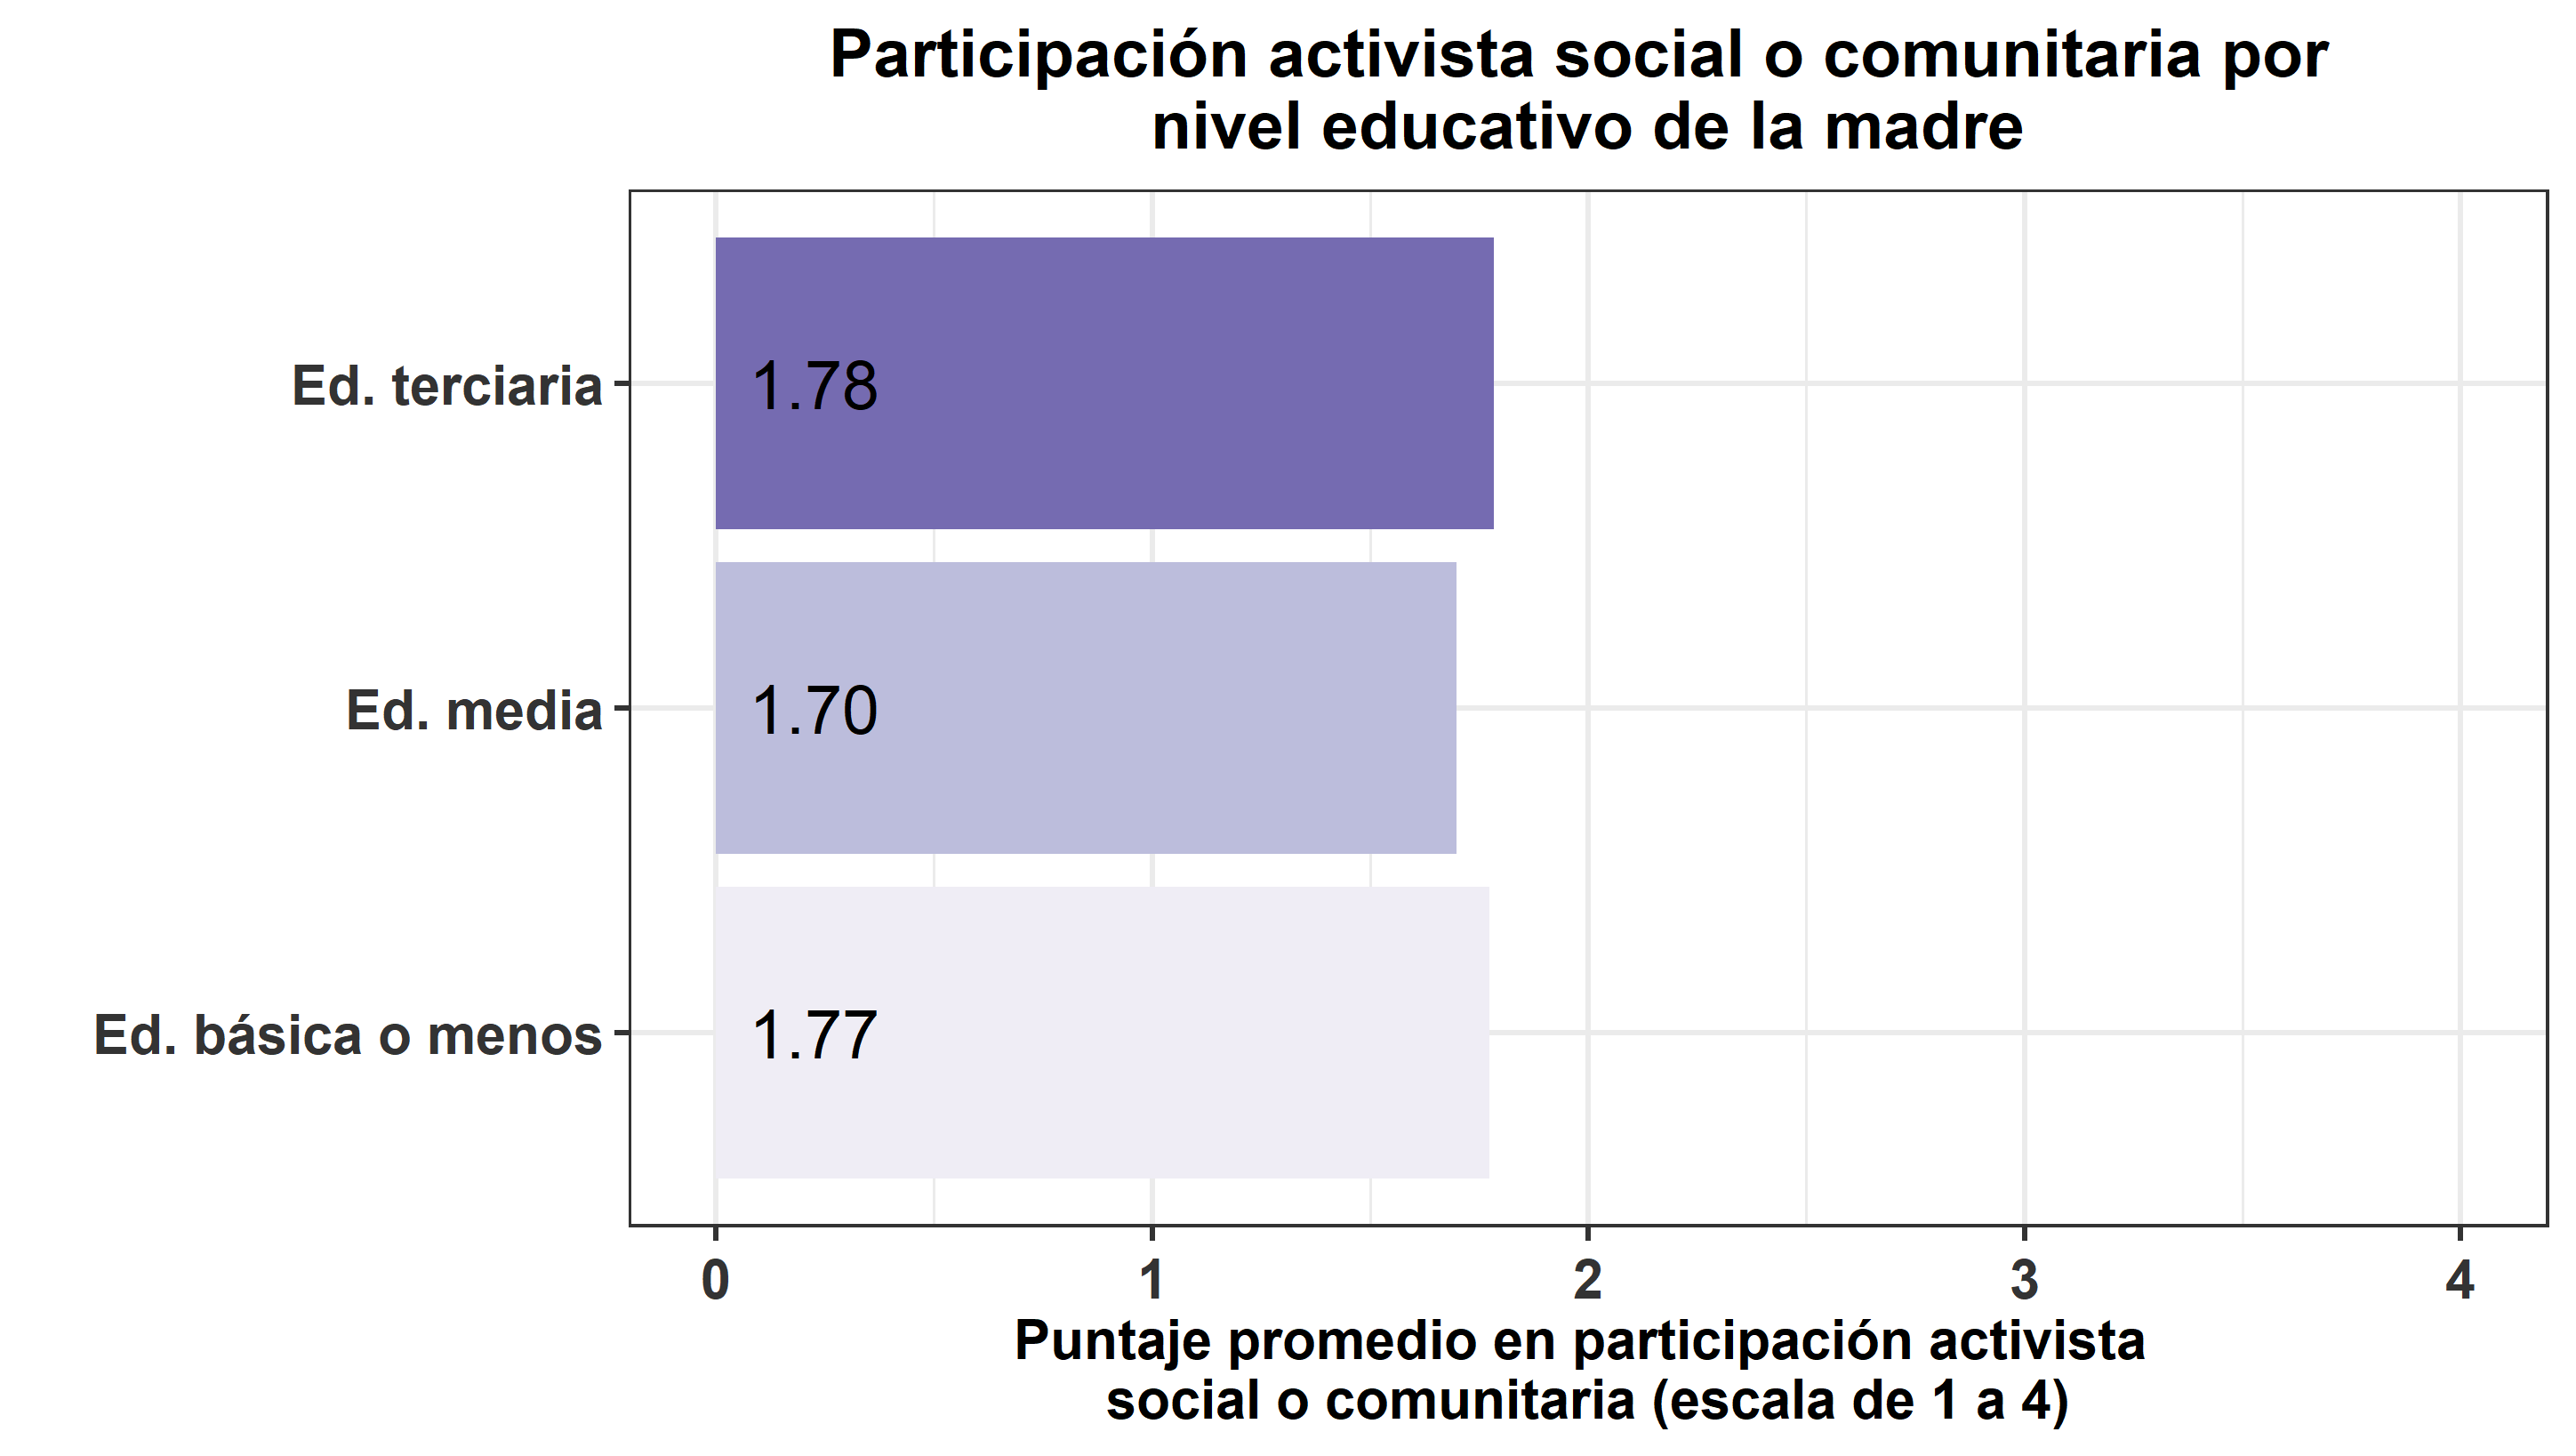 Participación activista social o comunitaria por
nivel educativo de la madre
Ed. terciaria
1.78
Ed. media
1.70
Ed. básica o menos
1.77
0 1 2 3 4
Puntaje promedio en participación activista
social o comunitaria (escala de 1 a 4)